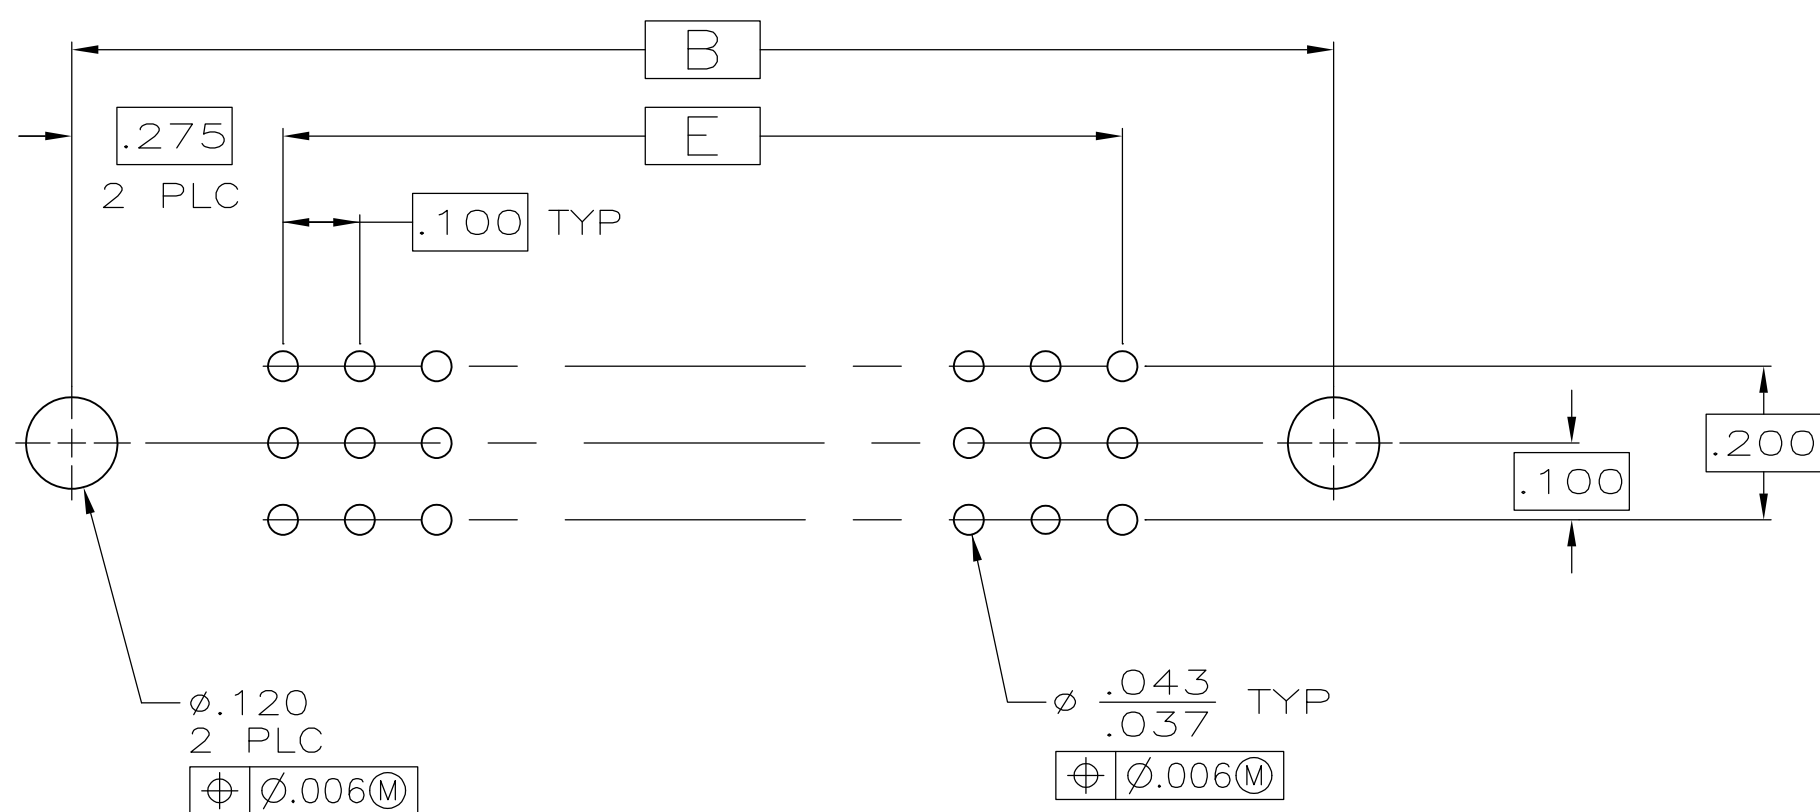 B
.275
2 PLC
E
.100 TYP
.200
.100
⌀.120
2 PLC
⌖ ⌀.006Ⓜ
⌀ .043 TYP
.037
⌖ ⌀.006Ⓜ